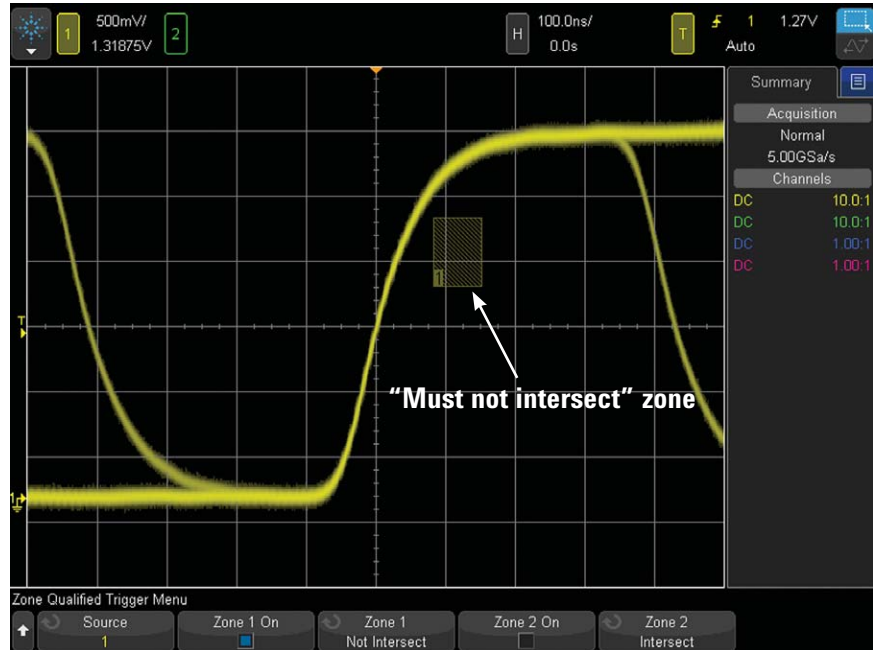 1
500mV/
1.31875V
2
H
100.0ns/
0.0s
T
1
1.27V
Auto
Summary
Acquisition
Normal
5.00GSa/s
Channels
DC 10.0:1
DC 10.0:1
DC 1.00:1
DC 1.00:1
1
T
“Must not intersect” zone
1
Zone Qualified Trigger Menu
Source
1
Zone 1 On
Zone 1
Not Intersect
Zone 2 On
Zone 2
Intersect